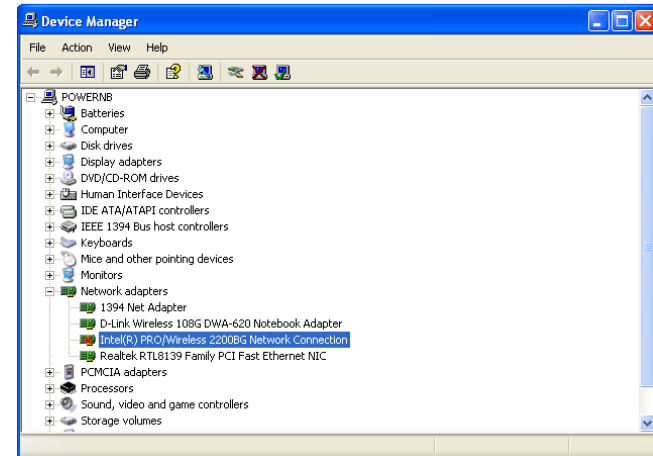 Device Manager
File Action View Help
POWERNB
Batteries
Computer
Disk drives
Display adapters
DVD/CD-ROM drives
Human Interface Devices
IDE ATA/ATAPI controllers
IEEE 1394 Bus host controllers
Keyboards
Mice and other pointing devices
Monitors
Network adapters
1394 Net Adapter
D-Link Wireless 108G DWA-620 Notebook Adapter
Intel(R) PRO/Wireless 2200BG Network Connection
Realtek RTL8139 Family PCI Fast Ethernet NIC
PCMCIA adapters
Processors
Sound, video and game controllers
Storage volumes